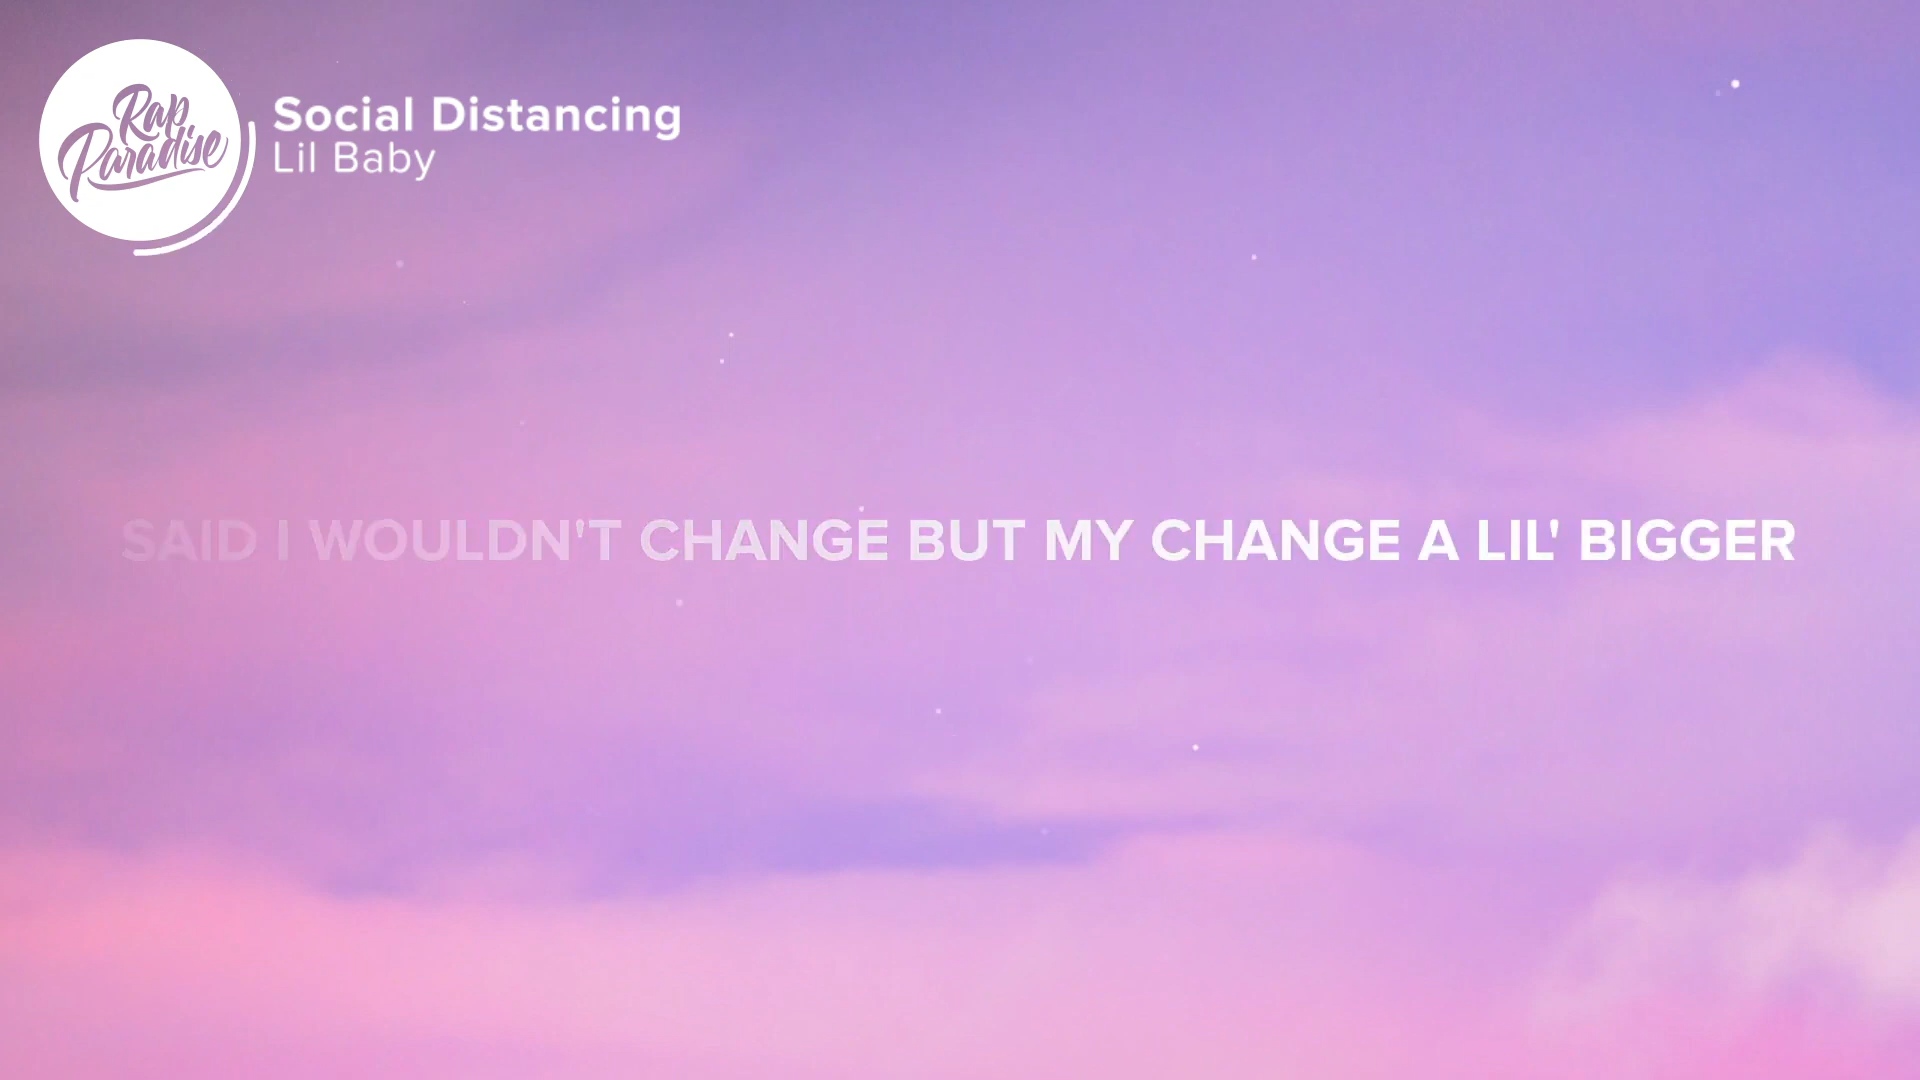 Rap
Paradise
Social Distancing
Lil Baby
SAID I WOULDN'T CHANGE BUT MY CHANGE A LIL' BIGGER